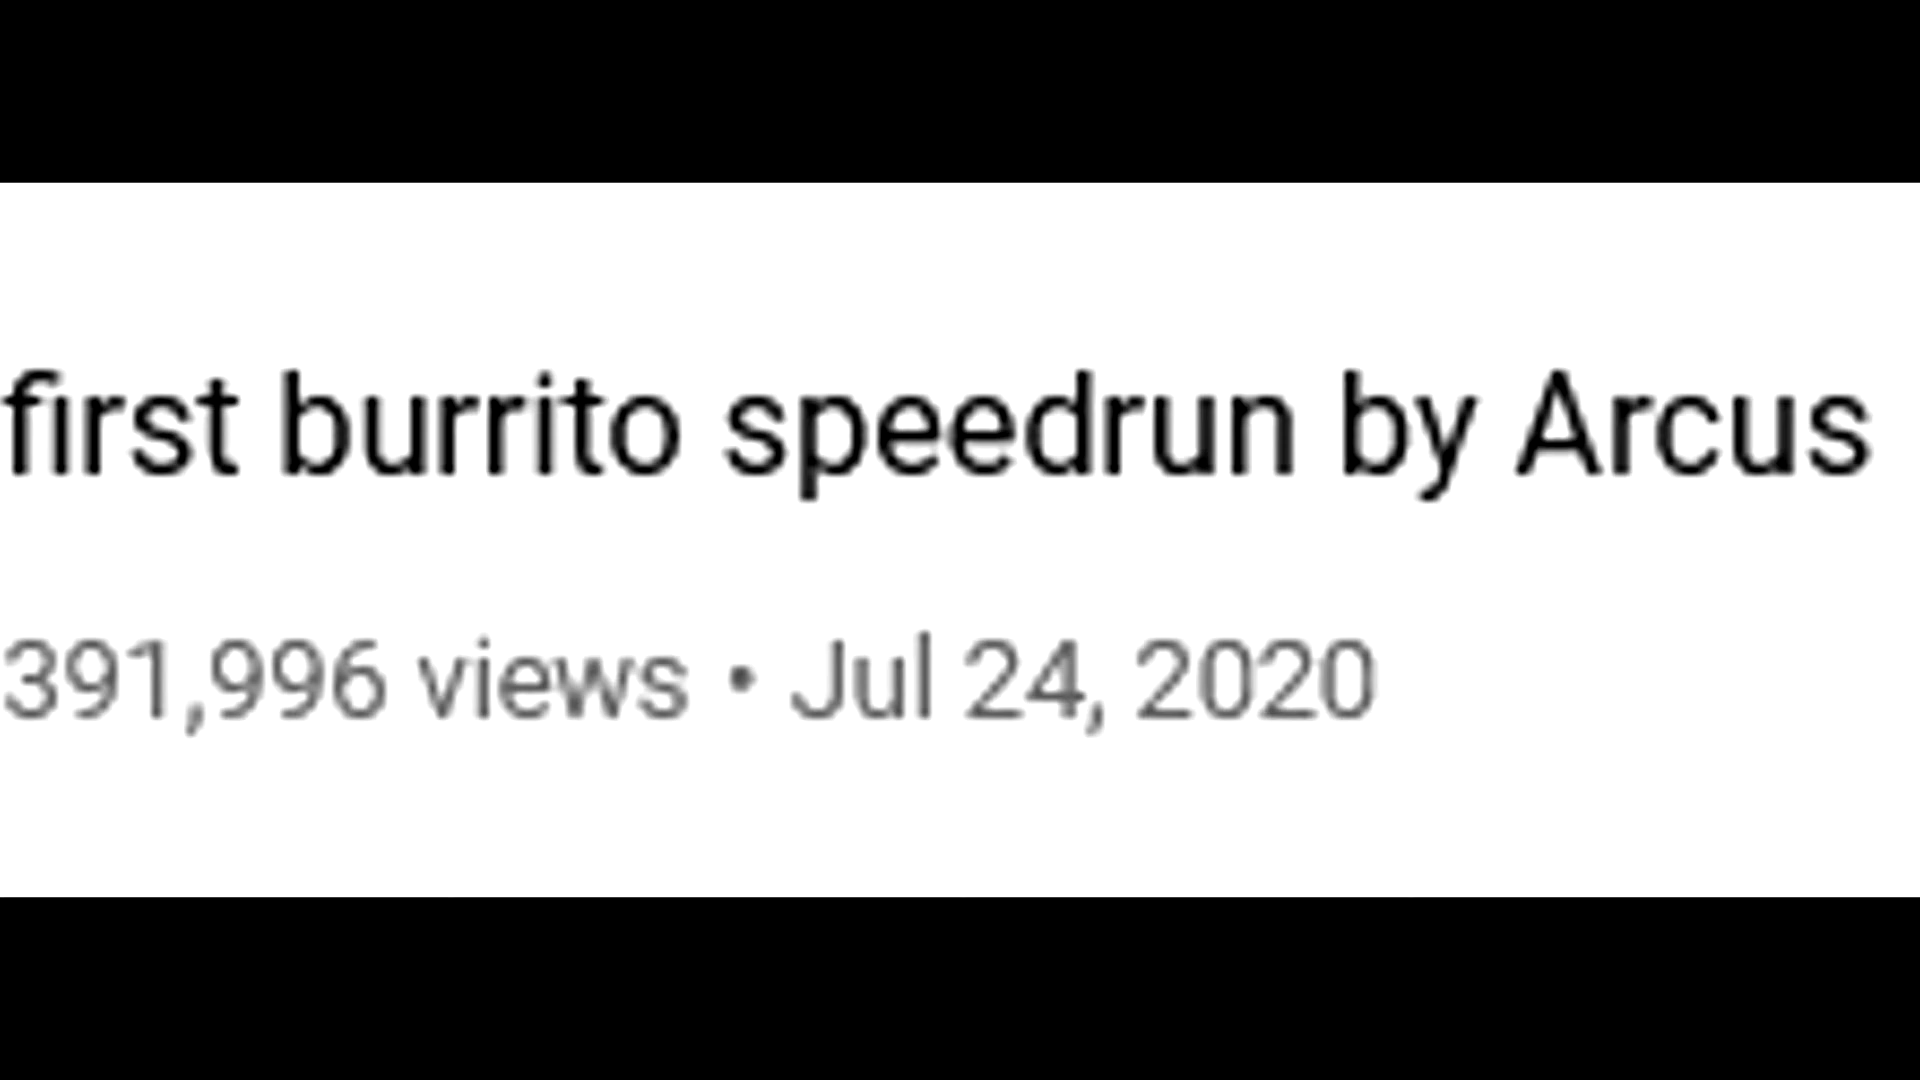 first burrito speedrun by Arcus
391,996 views • Jul 24, 2020